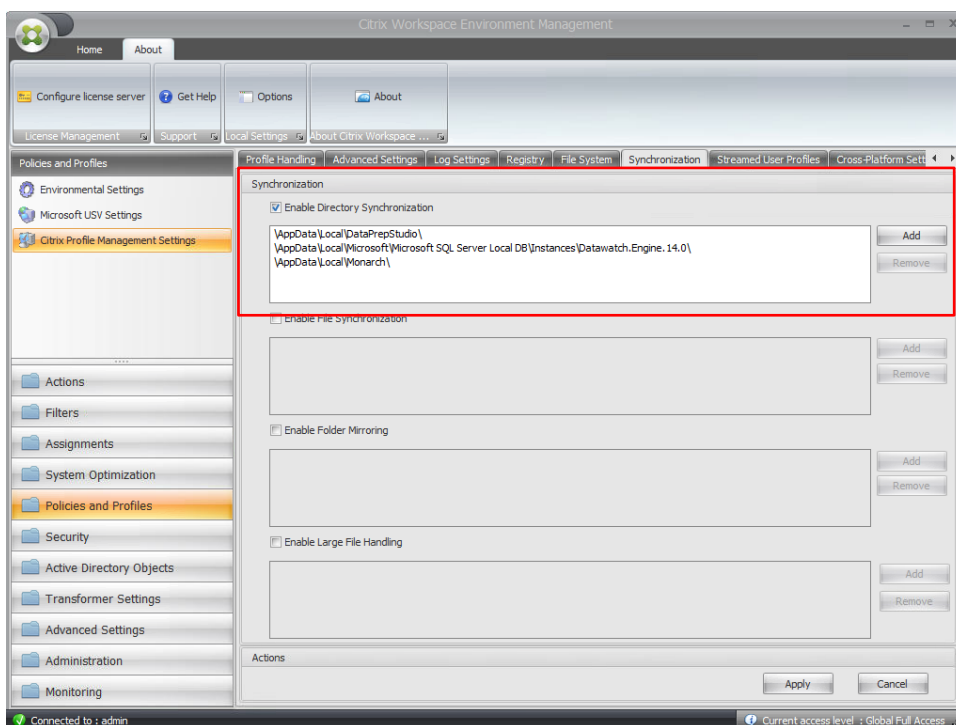 Citrix Workspace Environment Management
Home
About
Configure license server
Get Help
Options
About
License Management
Support
Local Settings
About Citrix Workspace ...
Policies and Profiles
Environmental Settings
Microsoft USV Settings
Citrix Profile Management Settings
Profile Handling
Advanced Settings
Log Settings
Registry
File System
Synchronization
Streamed User Profiles
Cross-Platform Sett
Synchronization
Enable Directory Synchronization
\AppData\Local\DataPrepStudio\
\AppData\Local\Microsoft\Microsoft SQL Server Local DB\Instances\Datawatch.Engine.14.0\
\AppData\Local\Monarch\
Add
Remove
Enable File Synchronization
Add
Remove
Enable Folder Mirroring
Add
Remove
Enable Large File Handling
Add
Remove
Actions
Filters
Assignments
System Optimization
Policies and Profiles
Security
Active Directory Objects
Transformer Settings
Advanced Settings
Administration
Monitoring
Actions
Apply
Cancel
Connected to : admin
Current access level : Global Full Access